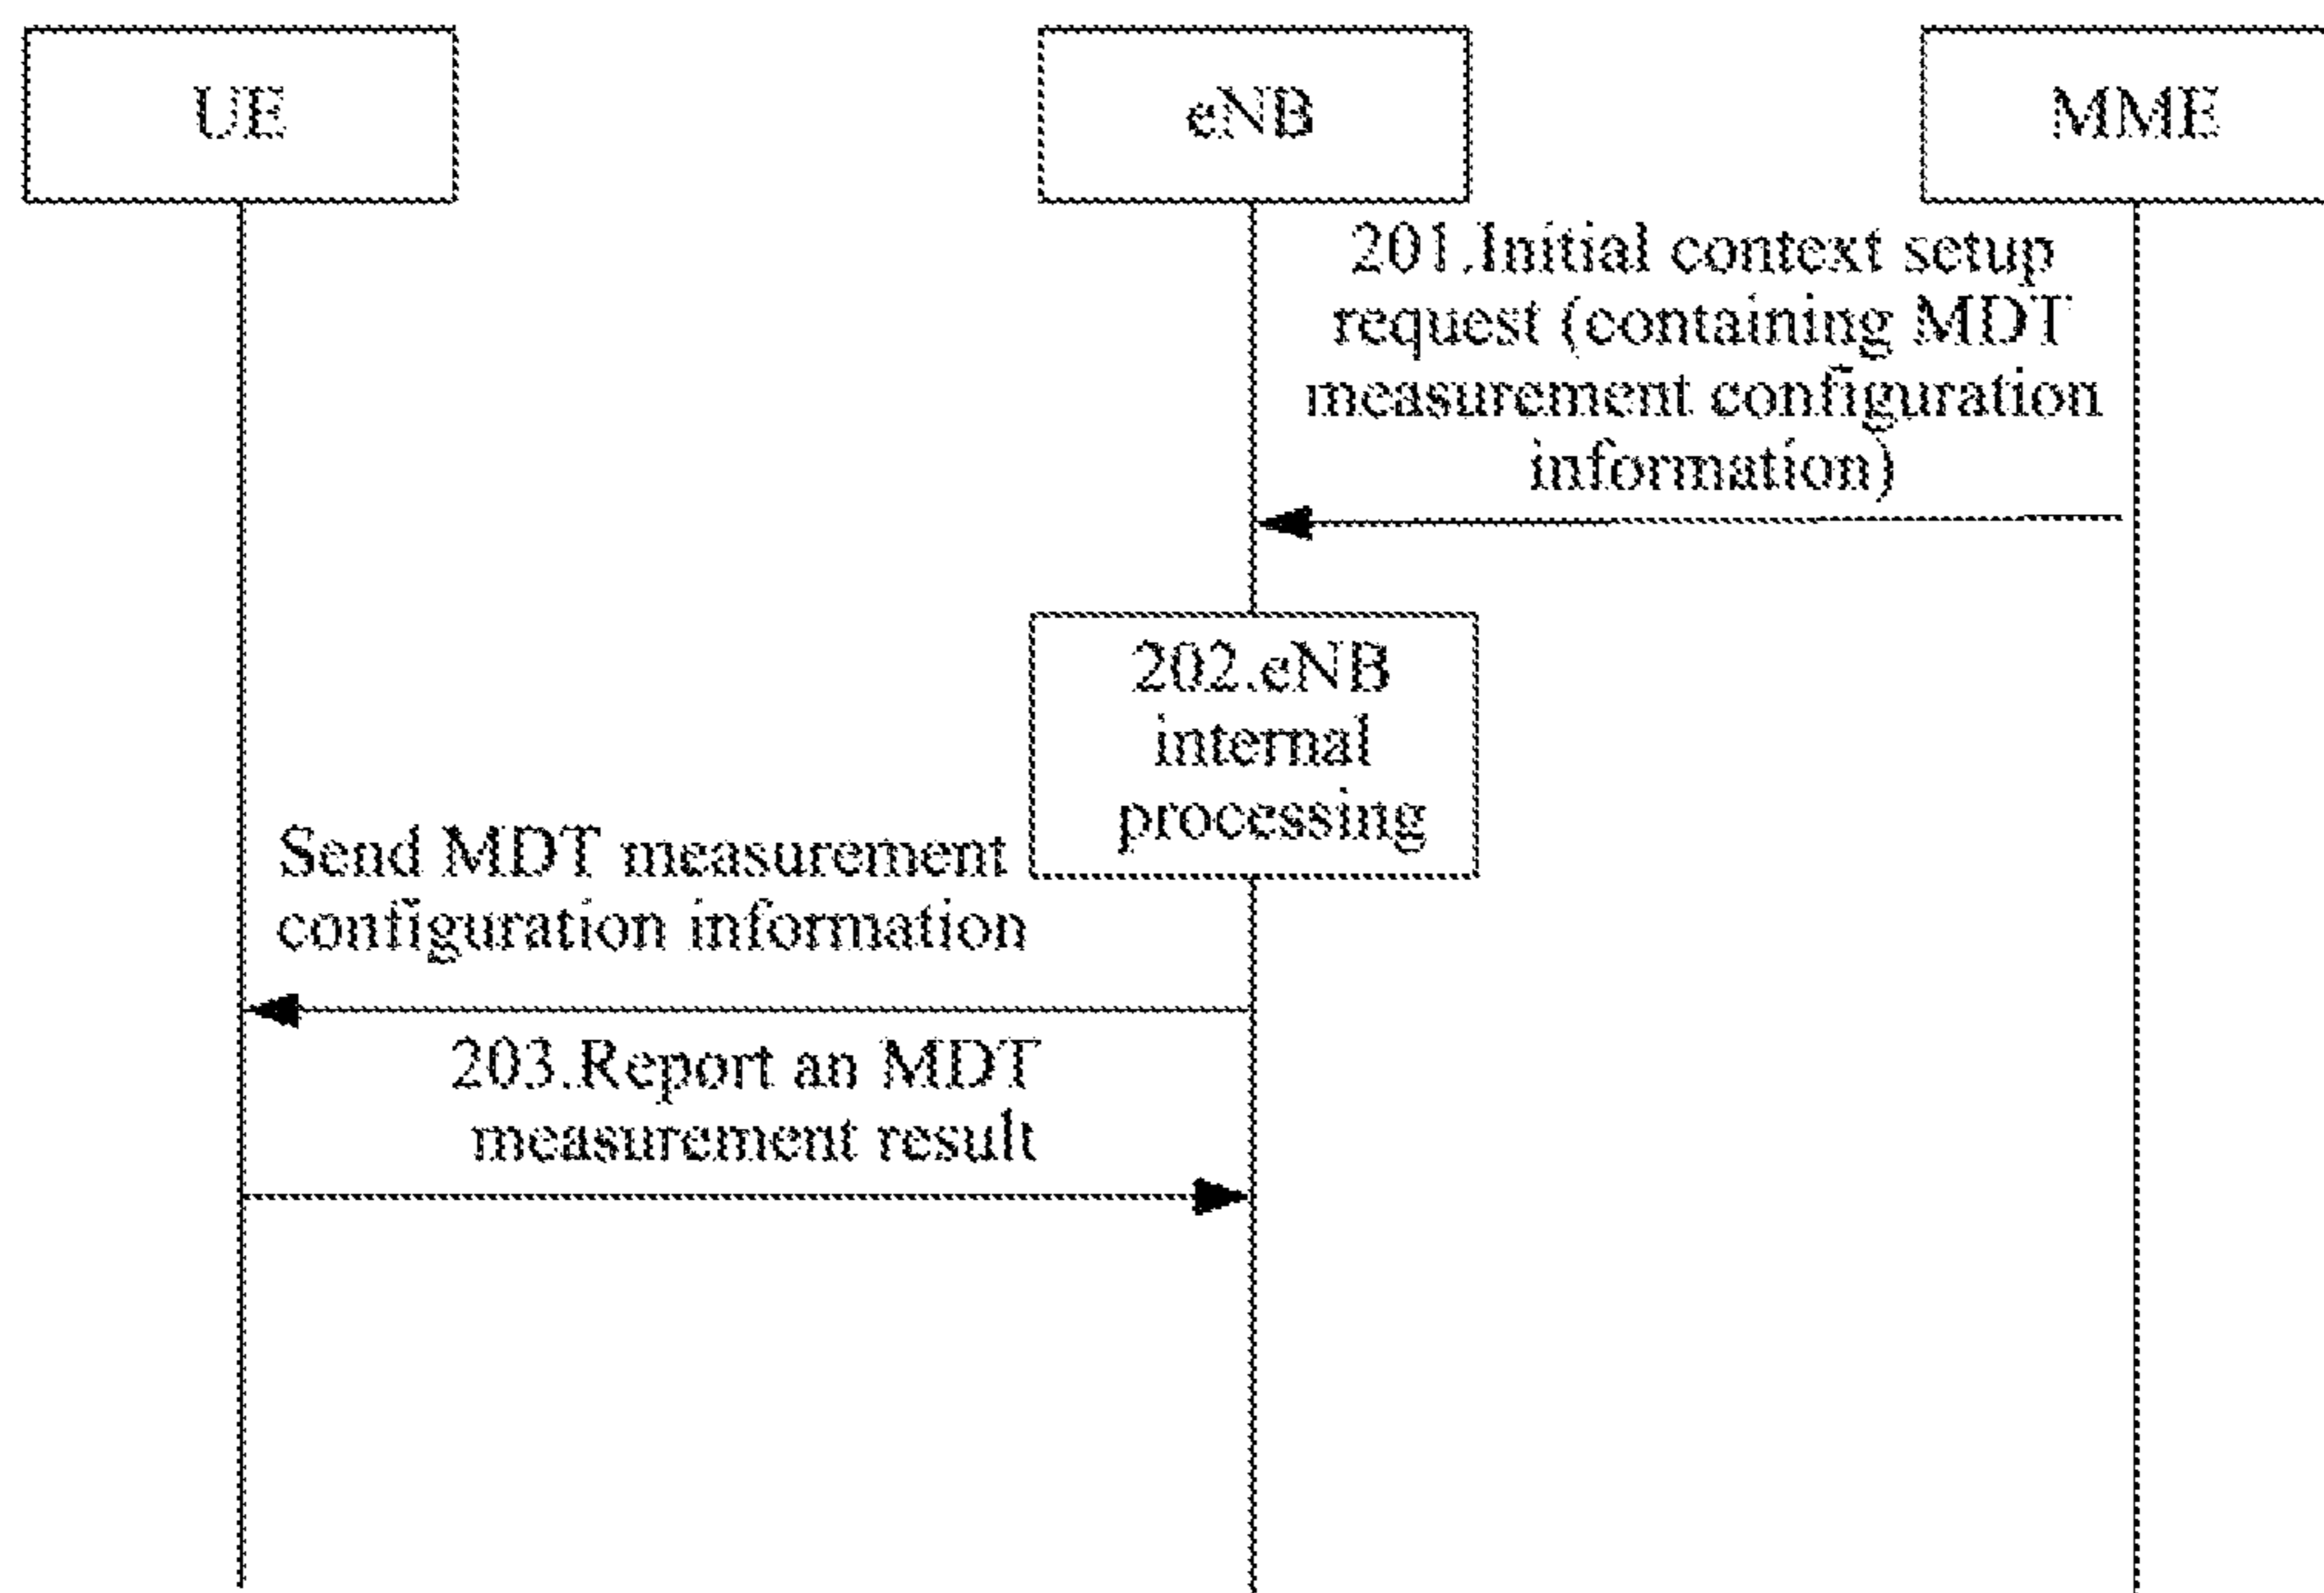 UE
eNB
MME
201.Initial context setup
request (containing MDT
measurement configuration
information)
202.eNB
internal
processing
Send MDT measurement
configuration information
203.Report an MDT
measurement result